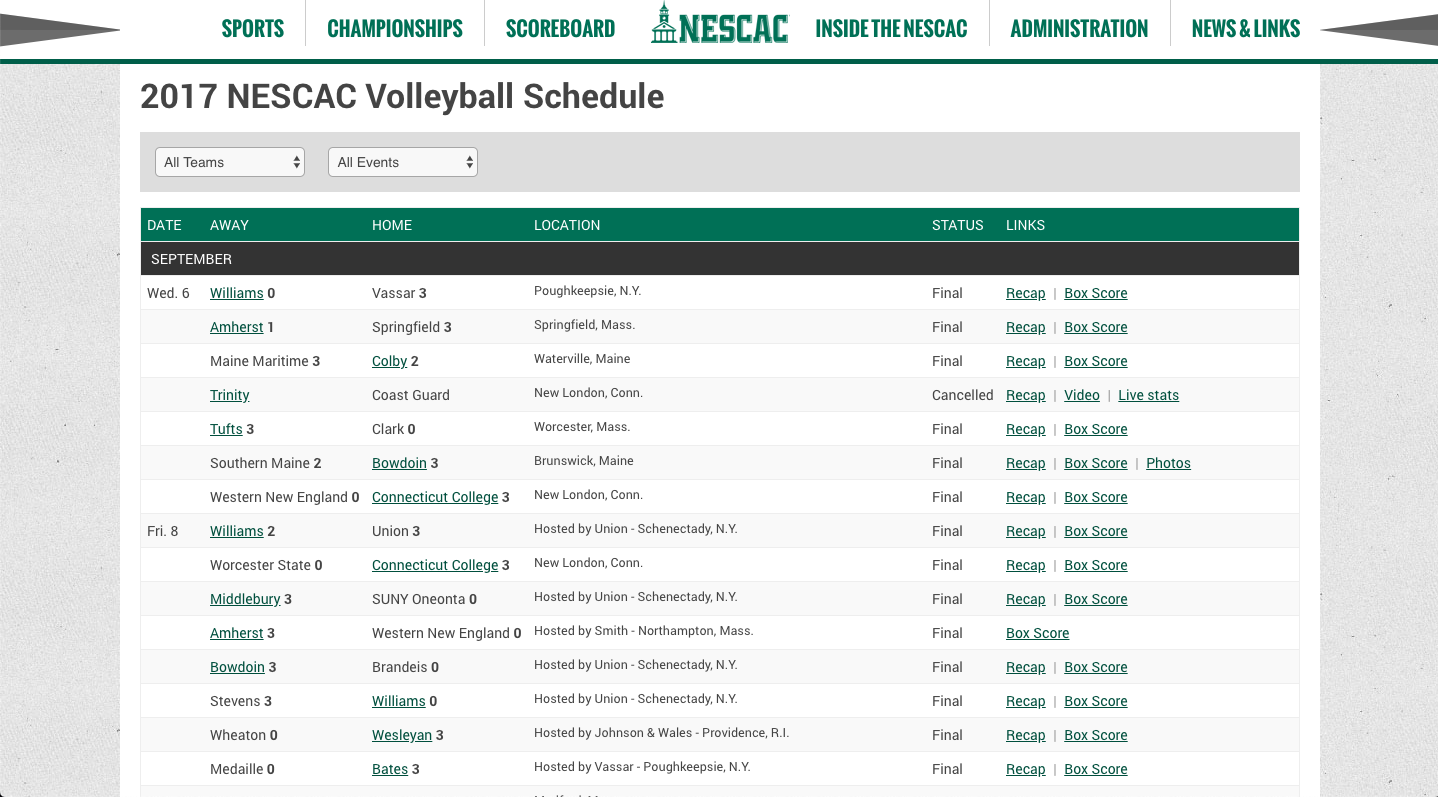 SPORTS CHAMPIONSHIPS SCOREBOARD NESCAC INSIDE THE NESCAC ADMINISTRATION NEWS & LINKS
2017 NESCAC Volleyball Schedule
All Teams All Events
DATE AWAY HOME LOCATION STATUS LINKS
SEPTEMBER
Wed. 6 Williams 0 Vassar 3 Poughkeepsie, N.Y. Final Recap | Box Score
Amherst 1 Springfield 3 Springfield, Mass. Final Recap | Box Score
Maine Maritime 3 Colby 2 Waterville, Maine Final Recap | Box Score
Trinity Coast Guard New London, Conn. Cancelled Recap | Video | Live stats
Tufts 3 Clark 0 Worcester, Mass. Final Recap | Box Score
Southern Maine 2 Bowdoin 3 Brunswick, Maine Final Recap | Box Score | Photos
Western New England 0 Connecticut College 3 New London, Conn. Final Recap | Box Score
Fri. 8 Williams 2 Union 3 Hosted by Union - Schenectady, N.Y. Final Recap | Box Score
Worcester State 0 Connecticut College 3 New London, Conn. Final Recap | Box Score
Middlebury 3 SUNY Oneonta 0 Hosted by Union - Schenectady, N.Y. Final Recap | Box Score
Amherst 3 Western New England 0 Hosted by Smith - Northampton, Mass. Final Box Score
Bowdoin 3 Brandeis 0 Hosted by Union - Schenectady, N.Y. Final Recap | Box Score
Stevens 3 Williams 0 Hosted by Union - Schenectady, N.Y. Final Recap | Box Score
Wheaton 0 Wesleyan 3 Hosted by Johnson & Wales - Providence, R.I. Final Recap | Box Score
Medaille 0 Bates 3 Hosted by Vassar - Poughkeepsie, N.Y. Final Recap | Box Score